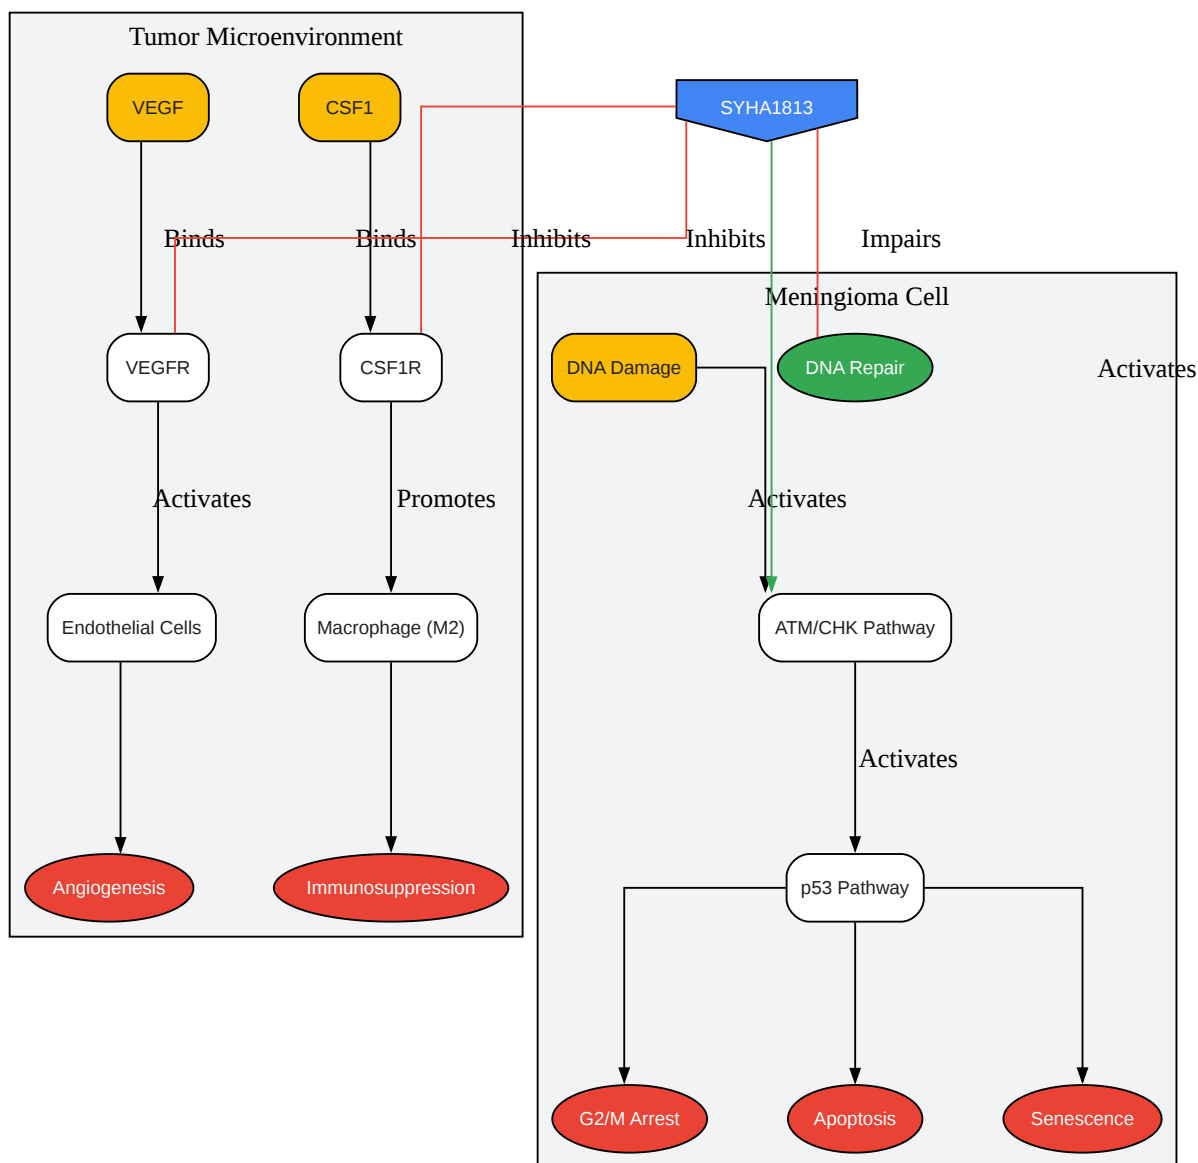 Tumor Microenvironment
VEGF
CSF1
SYHA1813
Binds
Binds
Inhibits
Inhibits
Impairs
Meningioma Cell
VEGFR
CSF1R
DNA Damage
DNA Repair
Activates
Activates
Promotes
Activates
Endothelial Cells
Macrophage (M2)
ATM/CHK Pathway
Activates
Angiogenesis
Immunosuppression
p53 Pathway
G2/M Arrest
Apoptosis
Senescence